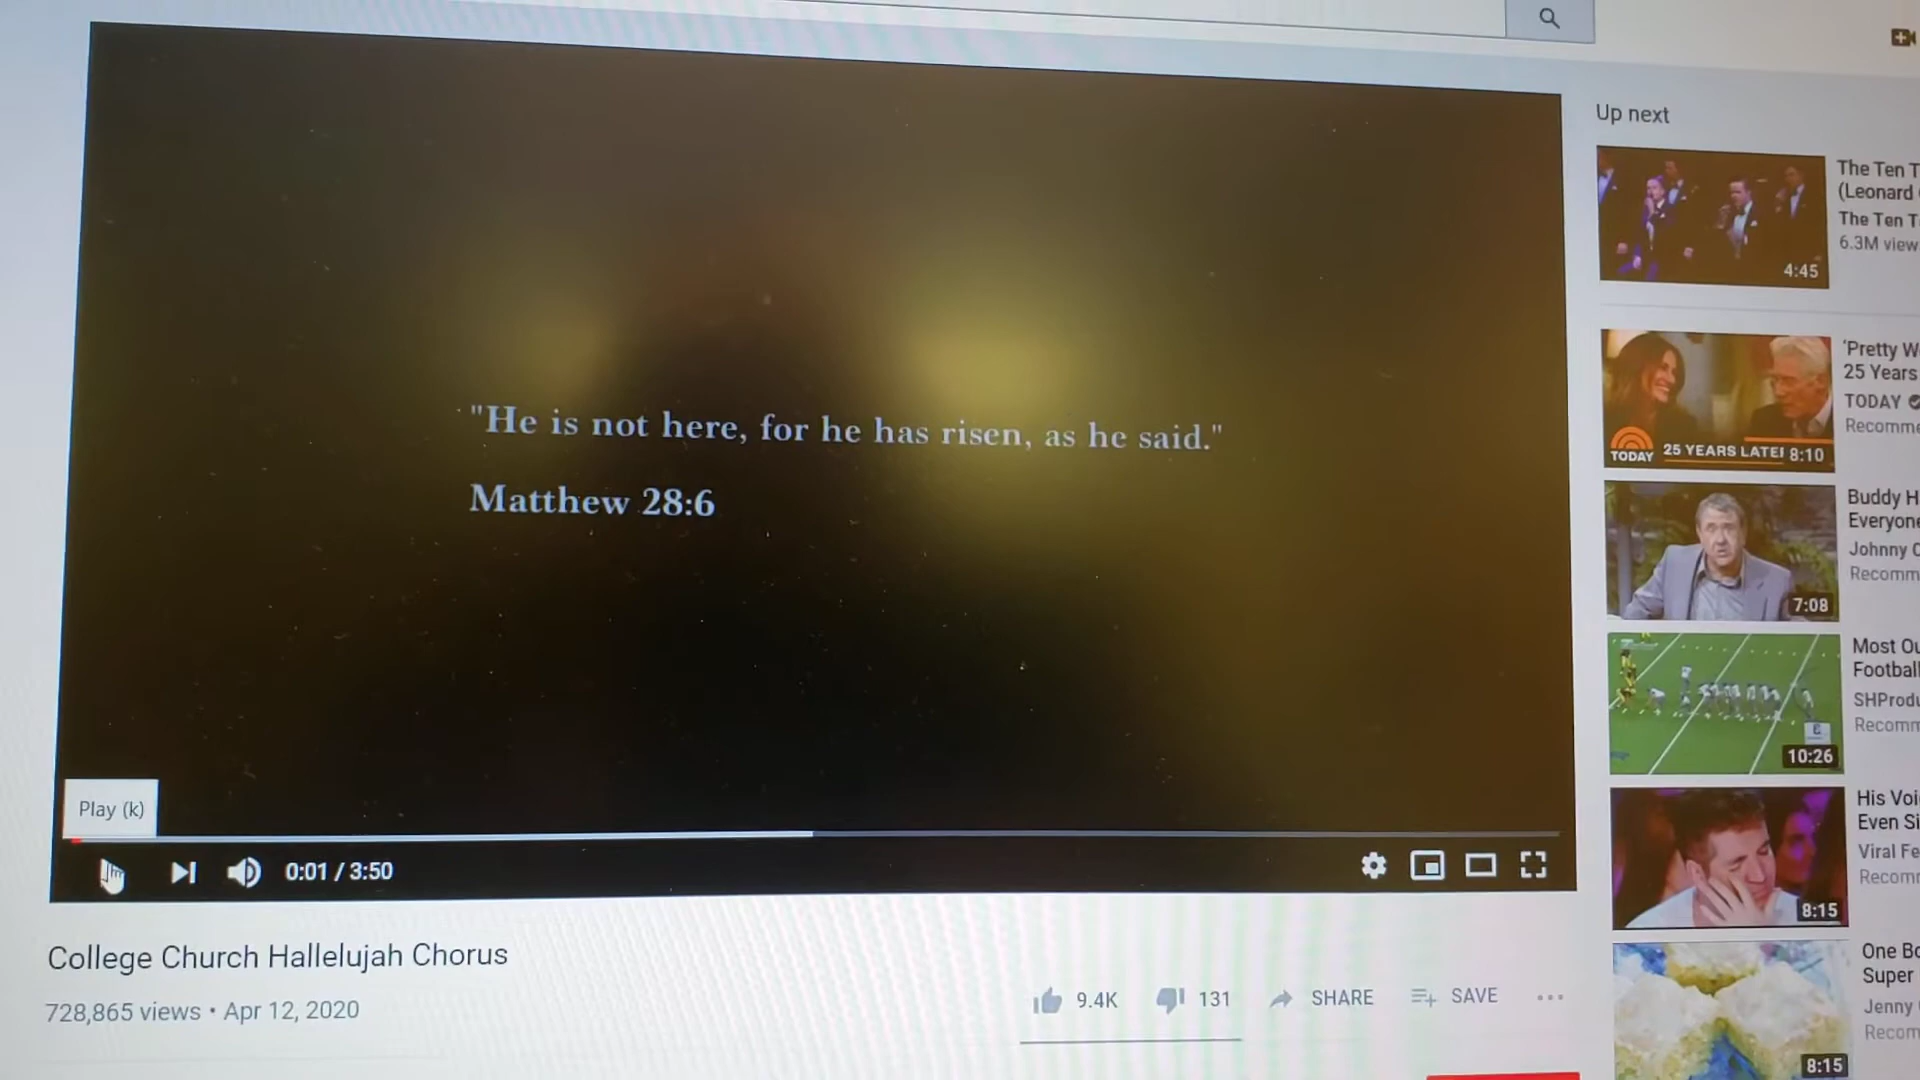 Up next
The Ten T
(Leonard
The Ten T
6.3M view
4:45
'Pretty W
25 Years
TODAY
Recomme
TODAY 25 YEARS LATER 8:10
Buddy H
Everyone
Johnny C
Recomm
7:08
Most Ou
Football
SHProdu
Recomm
10:26
His Voi
Even Si
Viral Fe
Recomm
8:15
One Bo
Super
Jenny
Recom
8:15
"He is not here, for he has risen, as he said."
Matthew 28:6
Play (k)
0:01 / 3:50
College Church Hallelujah Chorus
728,865 views • Apr 12, 2020
9.4K 131 SHARE SAVE